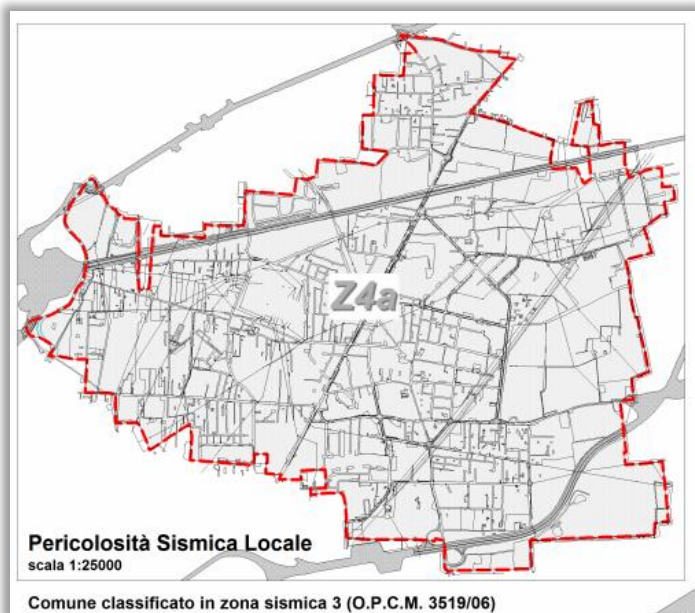 Z4a
Pericolosità Sismica Locale
scala 1:25000
Comune classificato in zona sismica 3 (O.P.C.M. 3519/06)